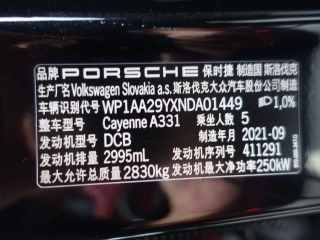 品牌 PORSCHE 保时捷 制造国 斯洛伐克
生产厂名 Volkswagen Slovakia a.s. 斯洛伐克大众汽车股份公司 制造
车辆识别代号 WP1AA29YXNDA01449 1,0%
整车型号 Cayenne A331 乘坐人数 5
发动机型号 DCB 制造年月 2021-09
发动机排量 2995mL 发动机序列号 411291
最大允许总质量 2830kg 发动机最大净功率 250kW